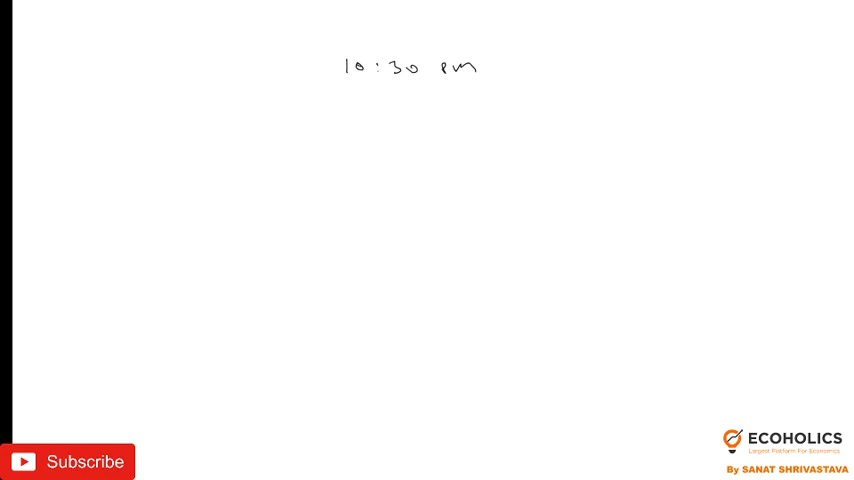 10:30 pm
ECOHOLICS
Largest Platform For Economics
By SANAT SHRIVASTAVA
Subscribe